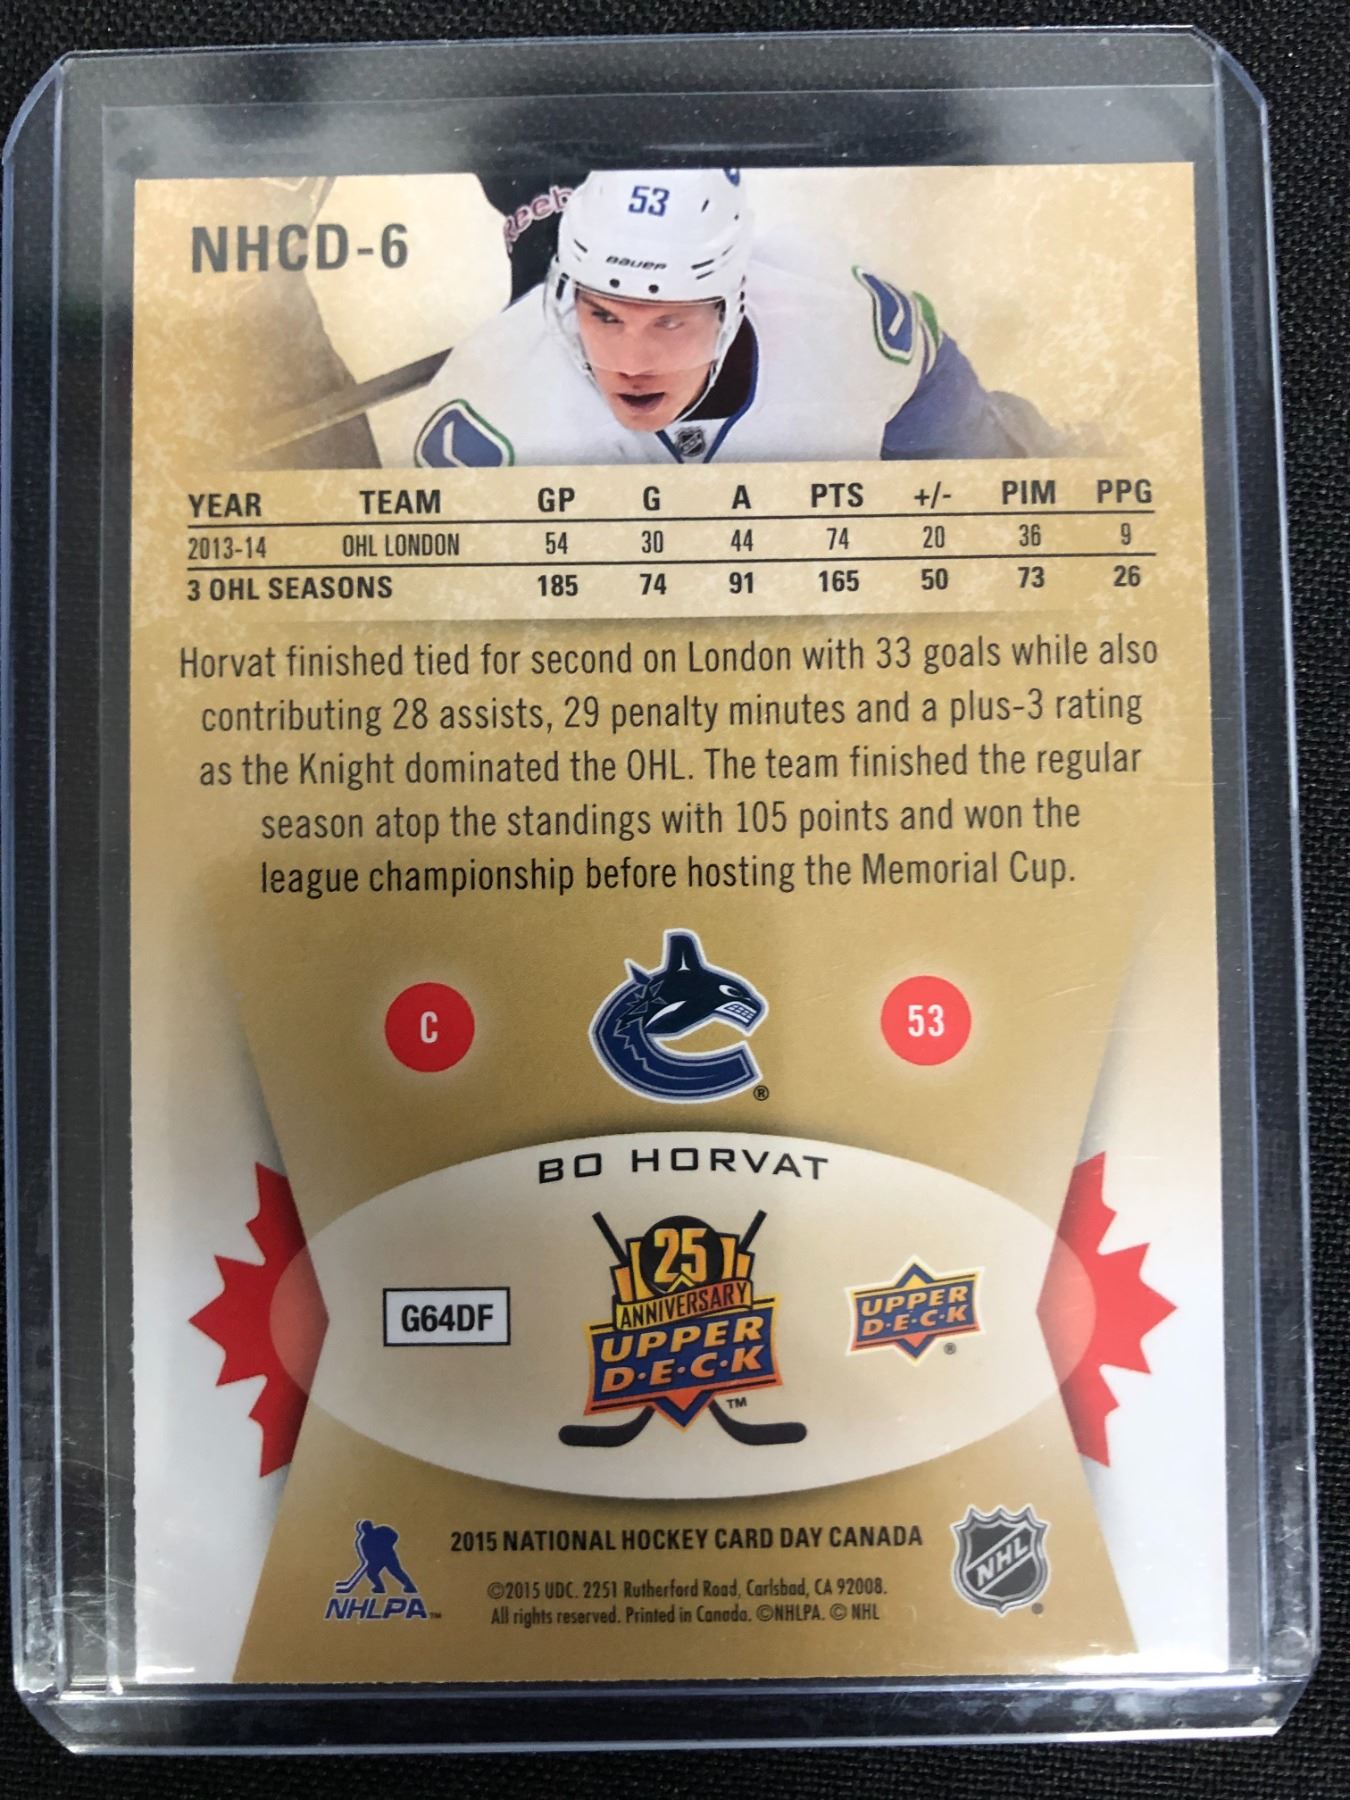 NHCD-6
Reebok
53
BAUER
YEAR TEAM GP G A PTS +/- PIM PPG
2013-14 OHL LONDON 54 30 44 74 20 36 9
3 OHL SEASONS 185 74 91 165 50 73 26
Horvat finished tied for second on London with 33 goals while also
contributing 28 assists, 29 penalty minutes and a plus-3 rating
as the Knight dominated the OHL. The team finished the regular
season atop the standings with 105 points and won the
league championship before hosting the Memorial Cup.
C
®
53
BO HORVAT
G64DF
25
ANNIVERSARY
UPPER
D•E•C•K
TM
UPPER
D•E•C•K
®
2015 NATIONAL HOCKEY CARD DAY CANADA
©2015 UDC. 2251 Rutherford Road, Carlsbad, CA 92008.
All rights reserved. Printed in Canada. ©NHLPA. © NHL
NHLPA™
NHL